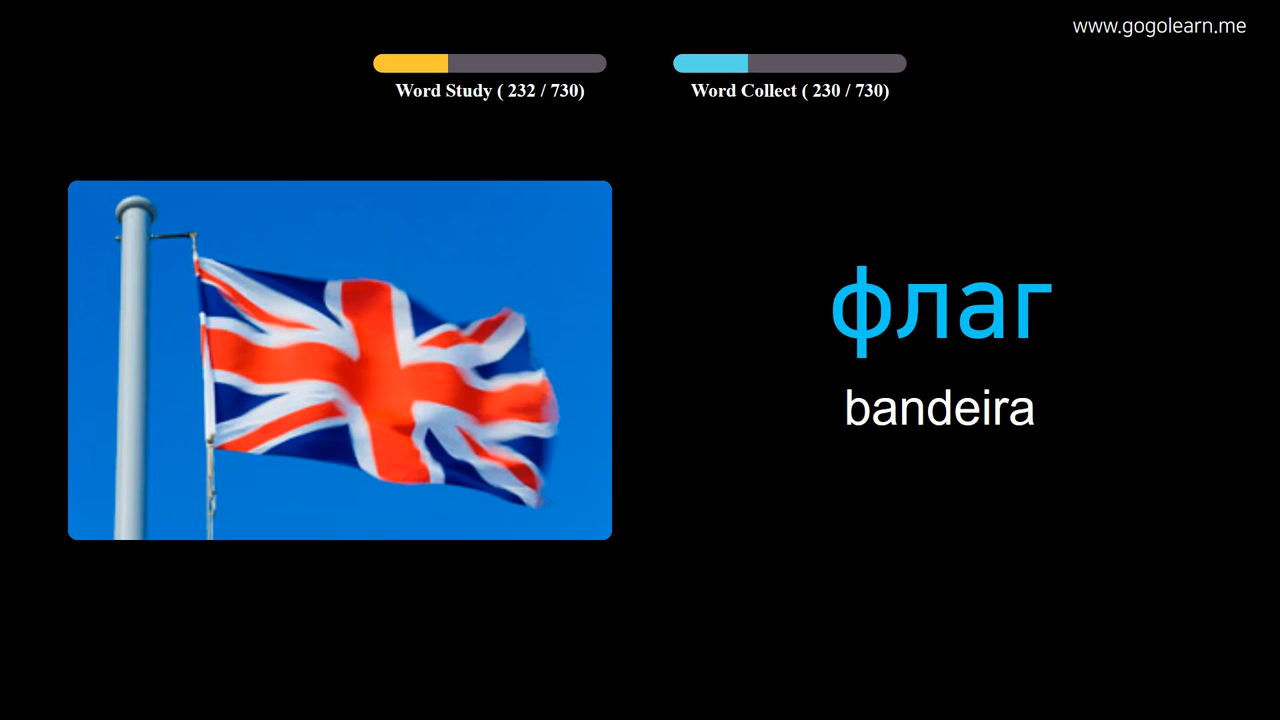 www.gogolearn.me
Word Study ( 232 / 730)
Word Collect ( 230 / 730)
флаг
bandeira